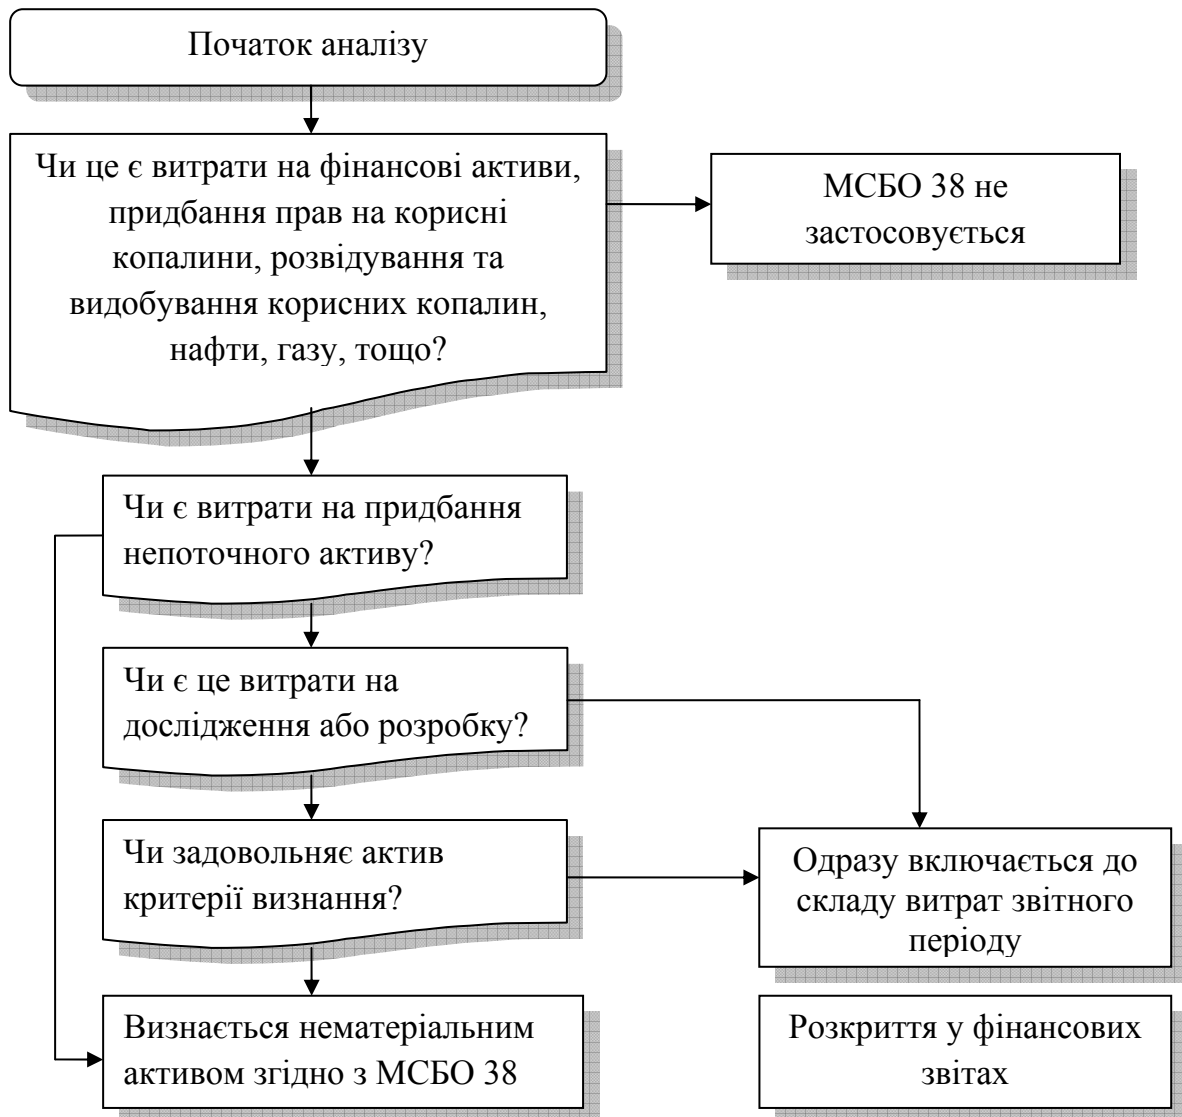 Початок аналізу
Чи це є витрати на фінансові активи,
придбання прав на корисні
копалини, розвідування та
видобування корисних копалин,
нафти, газу, тощо?
МСБО 38 не
застосовується
Чи є витрати на придбання
непоточного активу?
Чи є це витрати на
дослідження або розробку?
Чи задовольняє актив
критерії визнання?
Одразу включається до
складу витрат звітного
періоду
Визнається нематеріальним
активом згідно з МСБО 38
Розкриття у фінансових
звітах